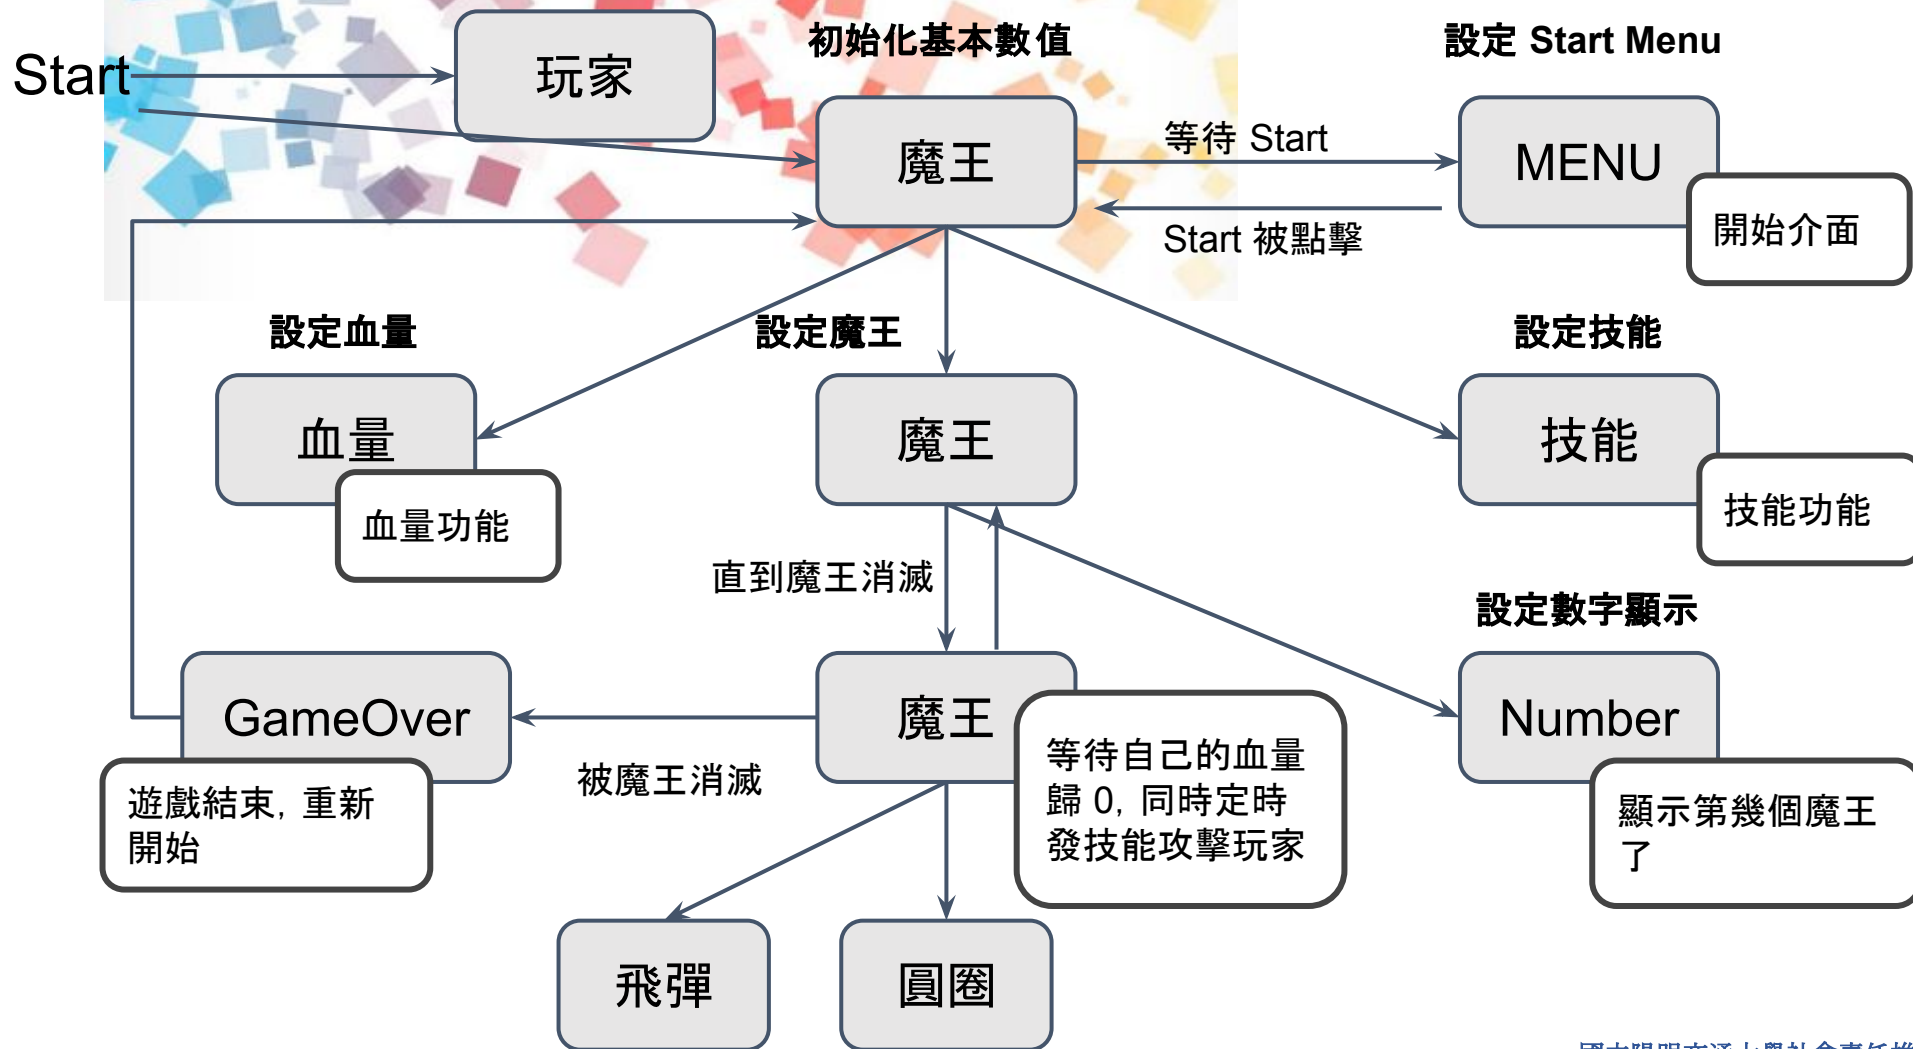 Start
玩家
初始化基本數值
設定 Start Menu
魔王
等待 Start
MENU
Start 被點擊
開始介面
設定血量
設定魔王
設定技能
血量
魔王
技能
血量功能
技能功能
直到魔王消滅
設定數字顯示
GameOver
魔王
Number
被魔王消滅
遊戲結束, 重新
開始
等待自己的血量
歸 0, 同時定時
發技能攻擊玩家
顯示第幾個魔王
了
飛彈
圓圈